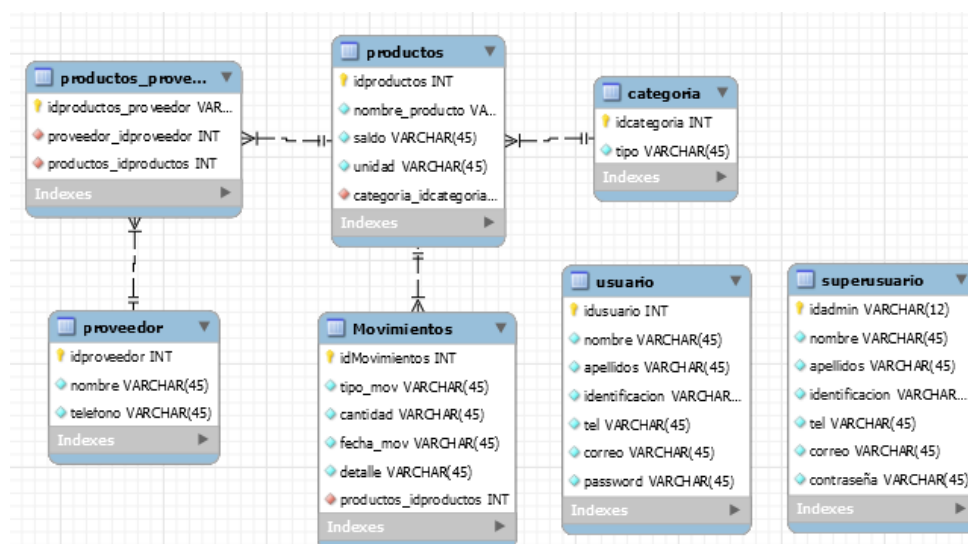 productos_prove...
idproductos_proveedor VAR...
proveedor_idproveedor INT
productos_idproductos INT
Indexes
productos
idproductos INT
nombre_producto VA...
saldo VARCHAR(45)
unidad VARCHAR(45)
categoria_idcategoria...
Indexes
categoria
idcategoria INT
tipo VARCHAR(45)
Indexes
proveedor
idproveedor INT
nombre VARCHAR(45)
telefono VARCHAR(45)
Indexes
Movimientos
idMovimientos INT
tipo_mov VARCHAR(45)
cantidad VARCHAR(45)
fecha_mov VARCHAR(45)
detalle VARCHAR(45)
productos_idproductos INT
Indexes
usuario
idusuario INT
nombre VARCHAR(45)
apellidos VARCHAR(45)
identificacion VARCHAR...
tel VARCHAR(45)
correo VARCHAR(45)
password VARCHAR(45)
Indexes
superusuario
idadmin VARCHAR(12)
nombre VARCHAR(45)
apellidos VARCHAR(45)
identificacion VARCHAR...
tel VARCHAR(45)
correo VARCHAR(45)
contraseña VARCHAR(45)
Indexes